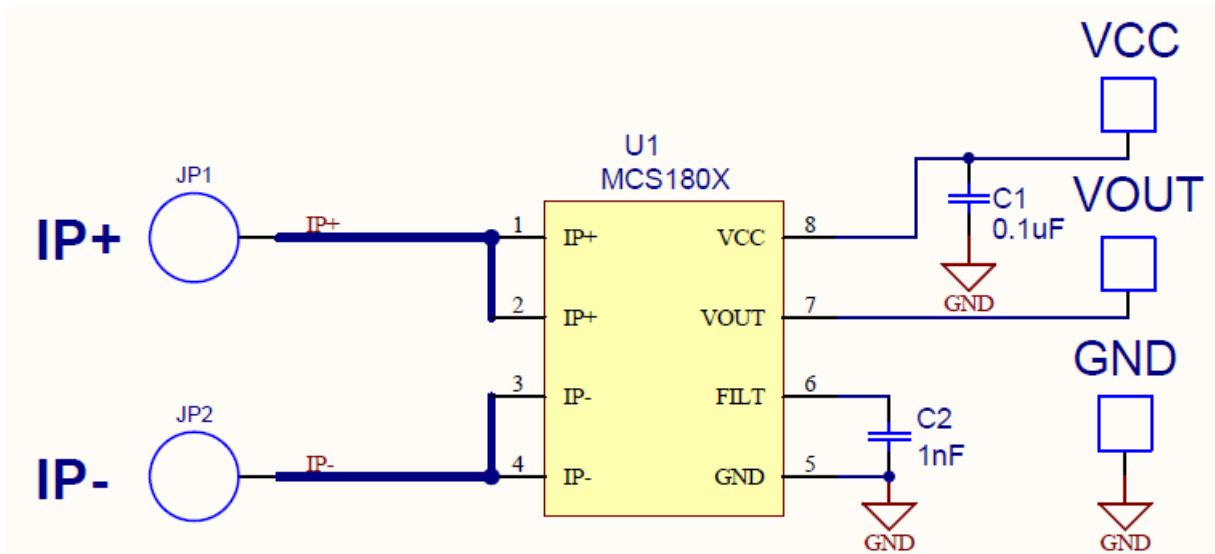 VCC
U1
MCS180X
JP1
IP+
IP+
1
IP+
VCC
8
C1
0.1uF
VOUT
GND
2
IP+
VOUT
7
GND
3
IP-
FILT
6
JP2
C2
1nF
IP-
IP-
4
IP-
GND
5
GND
GND